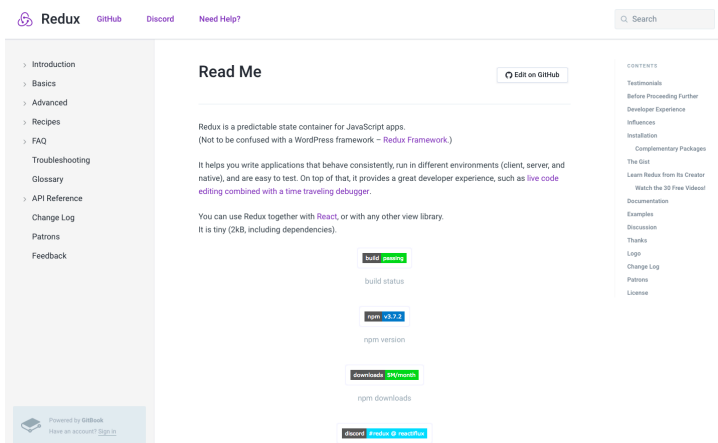 Redux
GitHub
Discord
Need Help?
Search
Introduction
Basics
Advanced
Recipes
FAQ
Troubleshooting
Glossary
API Reference
Change Log
Patrons
Feedback
Powered by GitBook
Have an account? Sign in
Read Me
Edit on GitHub
Redux is a predictable state container for JavaScript apps.
(Not to be confused with a WordPress framework – Redux Framework.)
It helps you write applications that behave consistently, run in different environments (client, server, and
native), and are easy to test. On top of that, it provides a great developer experience, such as live code
editing combined with a time traveling debugger.
You can use Redux together with React, or with any other view library.
It is tiny (2kB, including dependencies).
build passing
build status
npm v3.7.2
npm version
downloads 5M/month
npm downloads
discord #redux @ reactiflux
CONTENTS
Testimonials
Before Proceeding Further
Developer Experience
Influences
Installation
Complementary Packages
The Gist
Learn Redux from Its Creator
Watch the 30 Free Videos!
Documentation
Examples
Discussion
Thanks
Logo
Change Log
Patrons
License